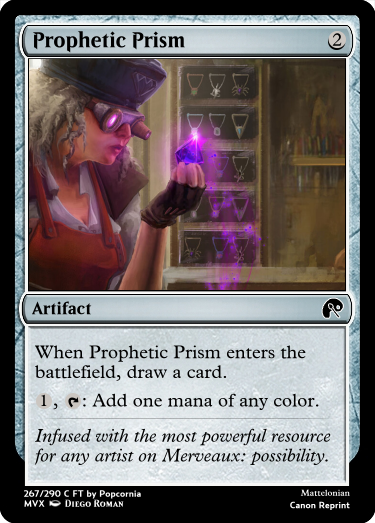 Prophetic Prism 2
Artifact
When Prophetic Prism enters the
battlefield, draw a card.
1, : Add one mana of any color.
Infused with the most powerful resource
for any artist on Merveaux: possibility.
267/290 C FT by Popcornia
Mattelonian
MVX DIEGO ROMAN
Canon Reprint